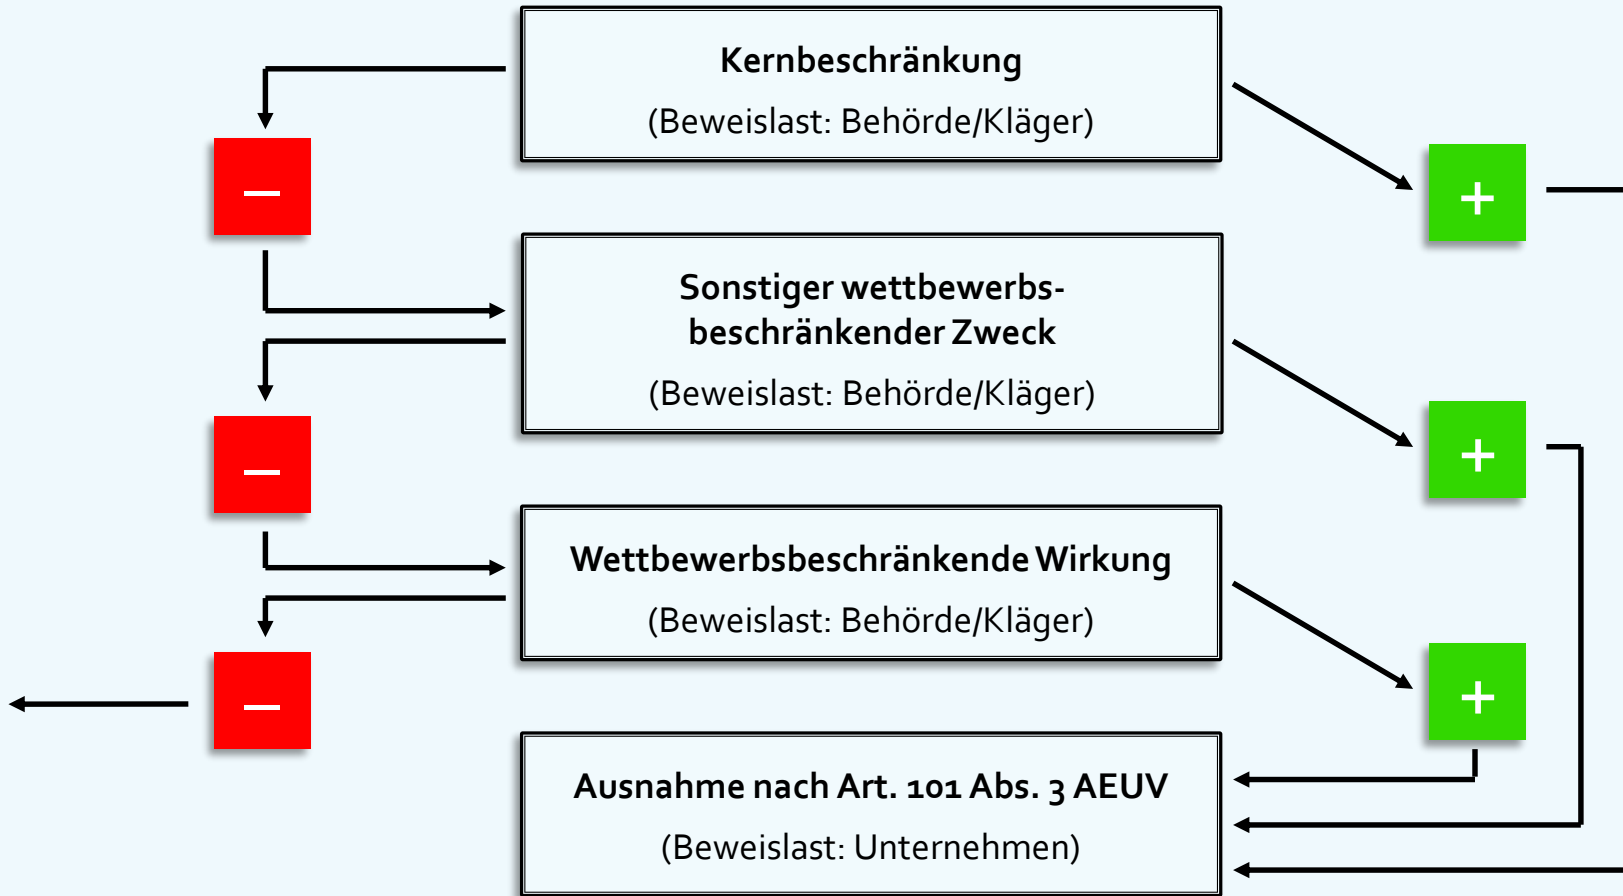 Kernbeschränkung
(Beweislast: Behörde/Kläger)
–
+
Sonstiger wettbewerbs-
beschränkender Zweck
(Beweislast: Behörde/Kläger)
–
+
Wettbewerbsbeschränkende Wirkung
(Beweislast: Behörde/Kläger)
–
+
Ausnahme nach Art. 101 Abs. 3 AEUV
(Beweislast: Unternehmen)